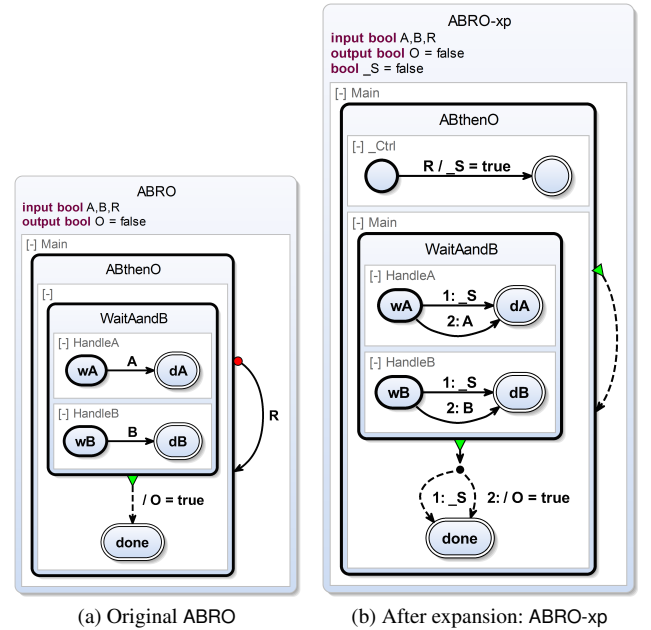 ABRO
input bool A,B,R
output bool O = false
[-] Main
ABthenO
[-]
WaitAandB
[-] HandleA
wA
A
dA
[-] HandleB
wB
B
dB
R
/ O = true
done
(a) Original ABRO
ABRO-xp
input bool A,B,R
output bool O = false
bool _S = false
[-] Main
ABthenO
[-] _Ctrl
R / _S = true
[-] Main
WaitAandB
[-] HandleA
wA
1: _S
2: A
dA
[-] HandleB
wB
1: _S
2: B
dB
1: _S
2: / O = true
done
(b) After expansion: ABRO-xp